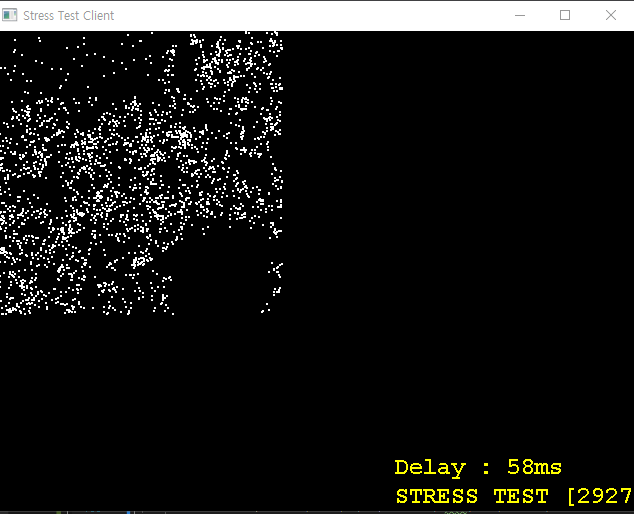 Stress Test Client
Delay : 58ms
STRESS TEST [2927